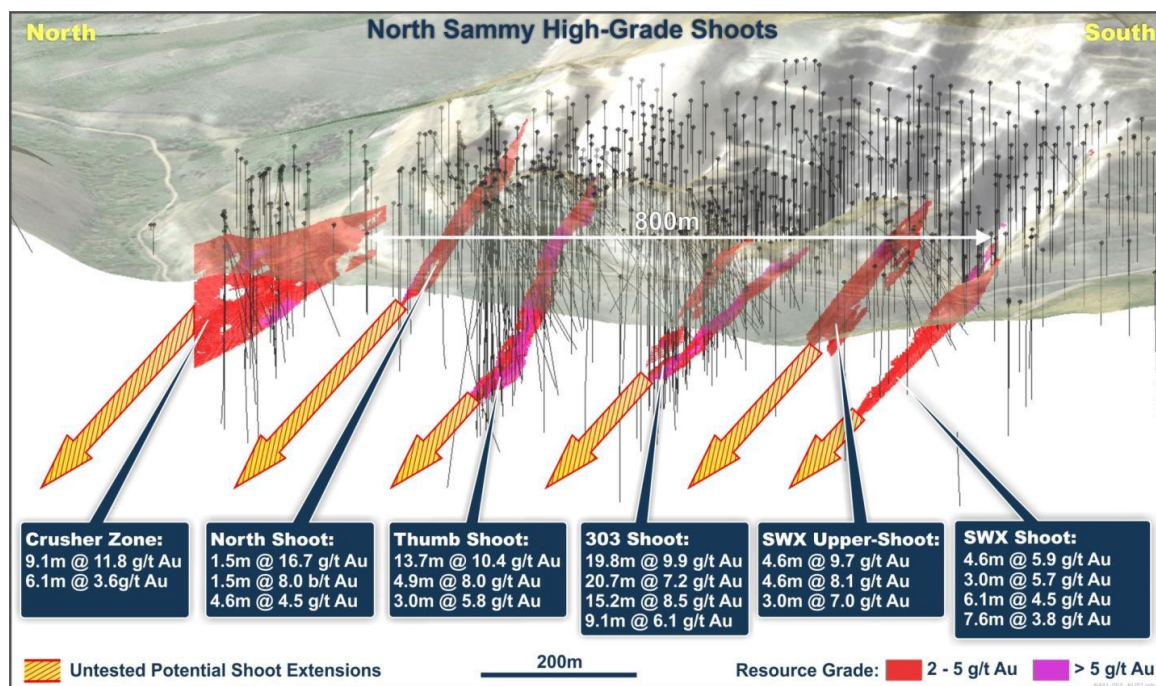 North
North Sammy High-Grade Shoots
South
800m
Crusher Zone:
9.1m @ 11.8 g/t Au
6.1m @ 3.6g/t Au
North Shoot:
1.5m @ 16.7 g/t Au
1.5m @ 8.0 b/t Au
4.6m @ 4.5 g/t Au
Thumb Shoot:
13.7m @ 10.4 g/t Au
4.9m @ 8.0 g/t Au
3.0m @ 5.8 g/t Au
303 Shoot:
19.8m @ 9.9 g/t Au
20.7m @ 7.2 g/t Au
15.2m @ 8.5 g/t Au
9.1m @ 6.1 g/t Au
SWX Upper-Shoot:
4.6m @ 9.7 g/t Au
4.6m @ 8.1 g/t Au
3.0m @ 7.0 g/t Au
SWX Shoot:
4.6m @ 5.9 g/t Au
3.0m @ 5.7 g/t Au
6.1m @ 4.5 g/t Au
7.6m @ 3.8 g/t Au
Untested Potential Shoot Extensions
200m
Resource Grade:
2 - 5 g/t Au
> 5 g/t Au